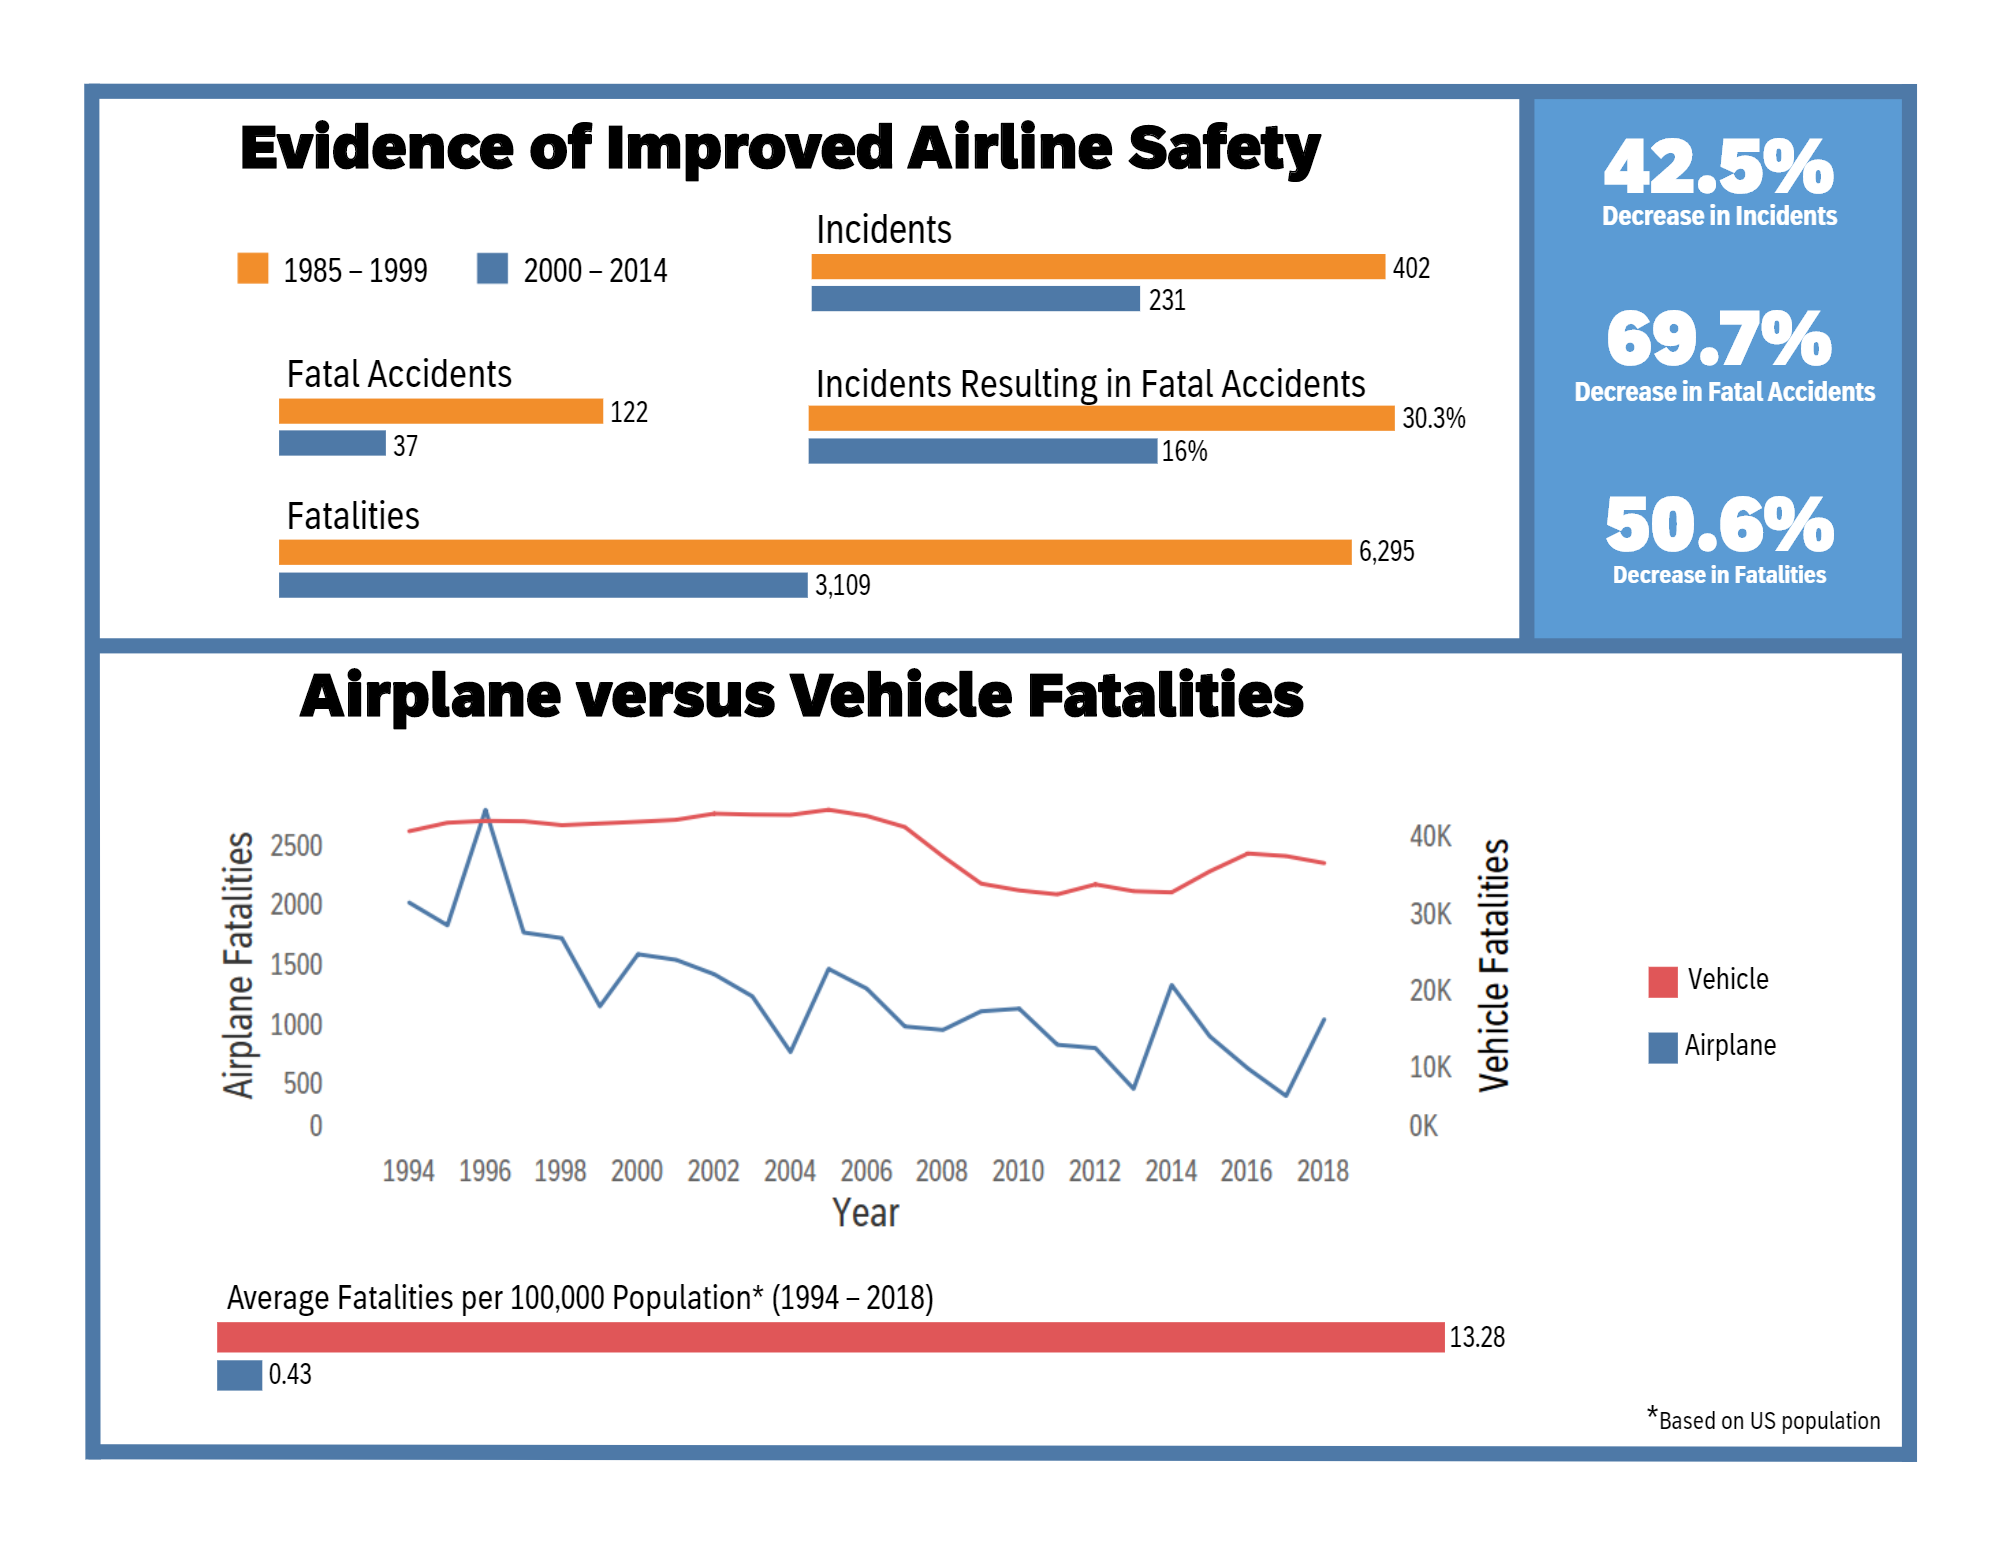 Evidence of Improved Airline Safety
1985 – 1999
2000 – 2014
Incidents
402
231
Fatal Accidents
122
37
Incidents Resulting in Fatal Accidents
30.3%
16%
Fatalities
6,295
3,109
42.5%
Decrease in Incidents
69.7%
Decrease in Fatal Accidents
50.6%
Decrease in Fatalities
Airplane versus Vehicle Fatalities
Airplane Fatalities
2500
2000
1500
1000
500
0
40K
30K
20K
10K
0K
Vehicle Fatalities
Vehicle
Airplane
1994 1996 1998 2000 2002 2004 2006 2008 2010 2012 2014 2016 2018
Year
Average Fatalities per 100,000 Population* (1994 – 2018)
13.28
0.43
*Based on US population